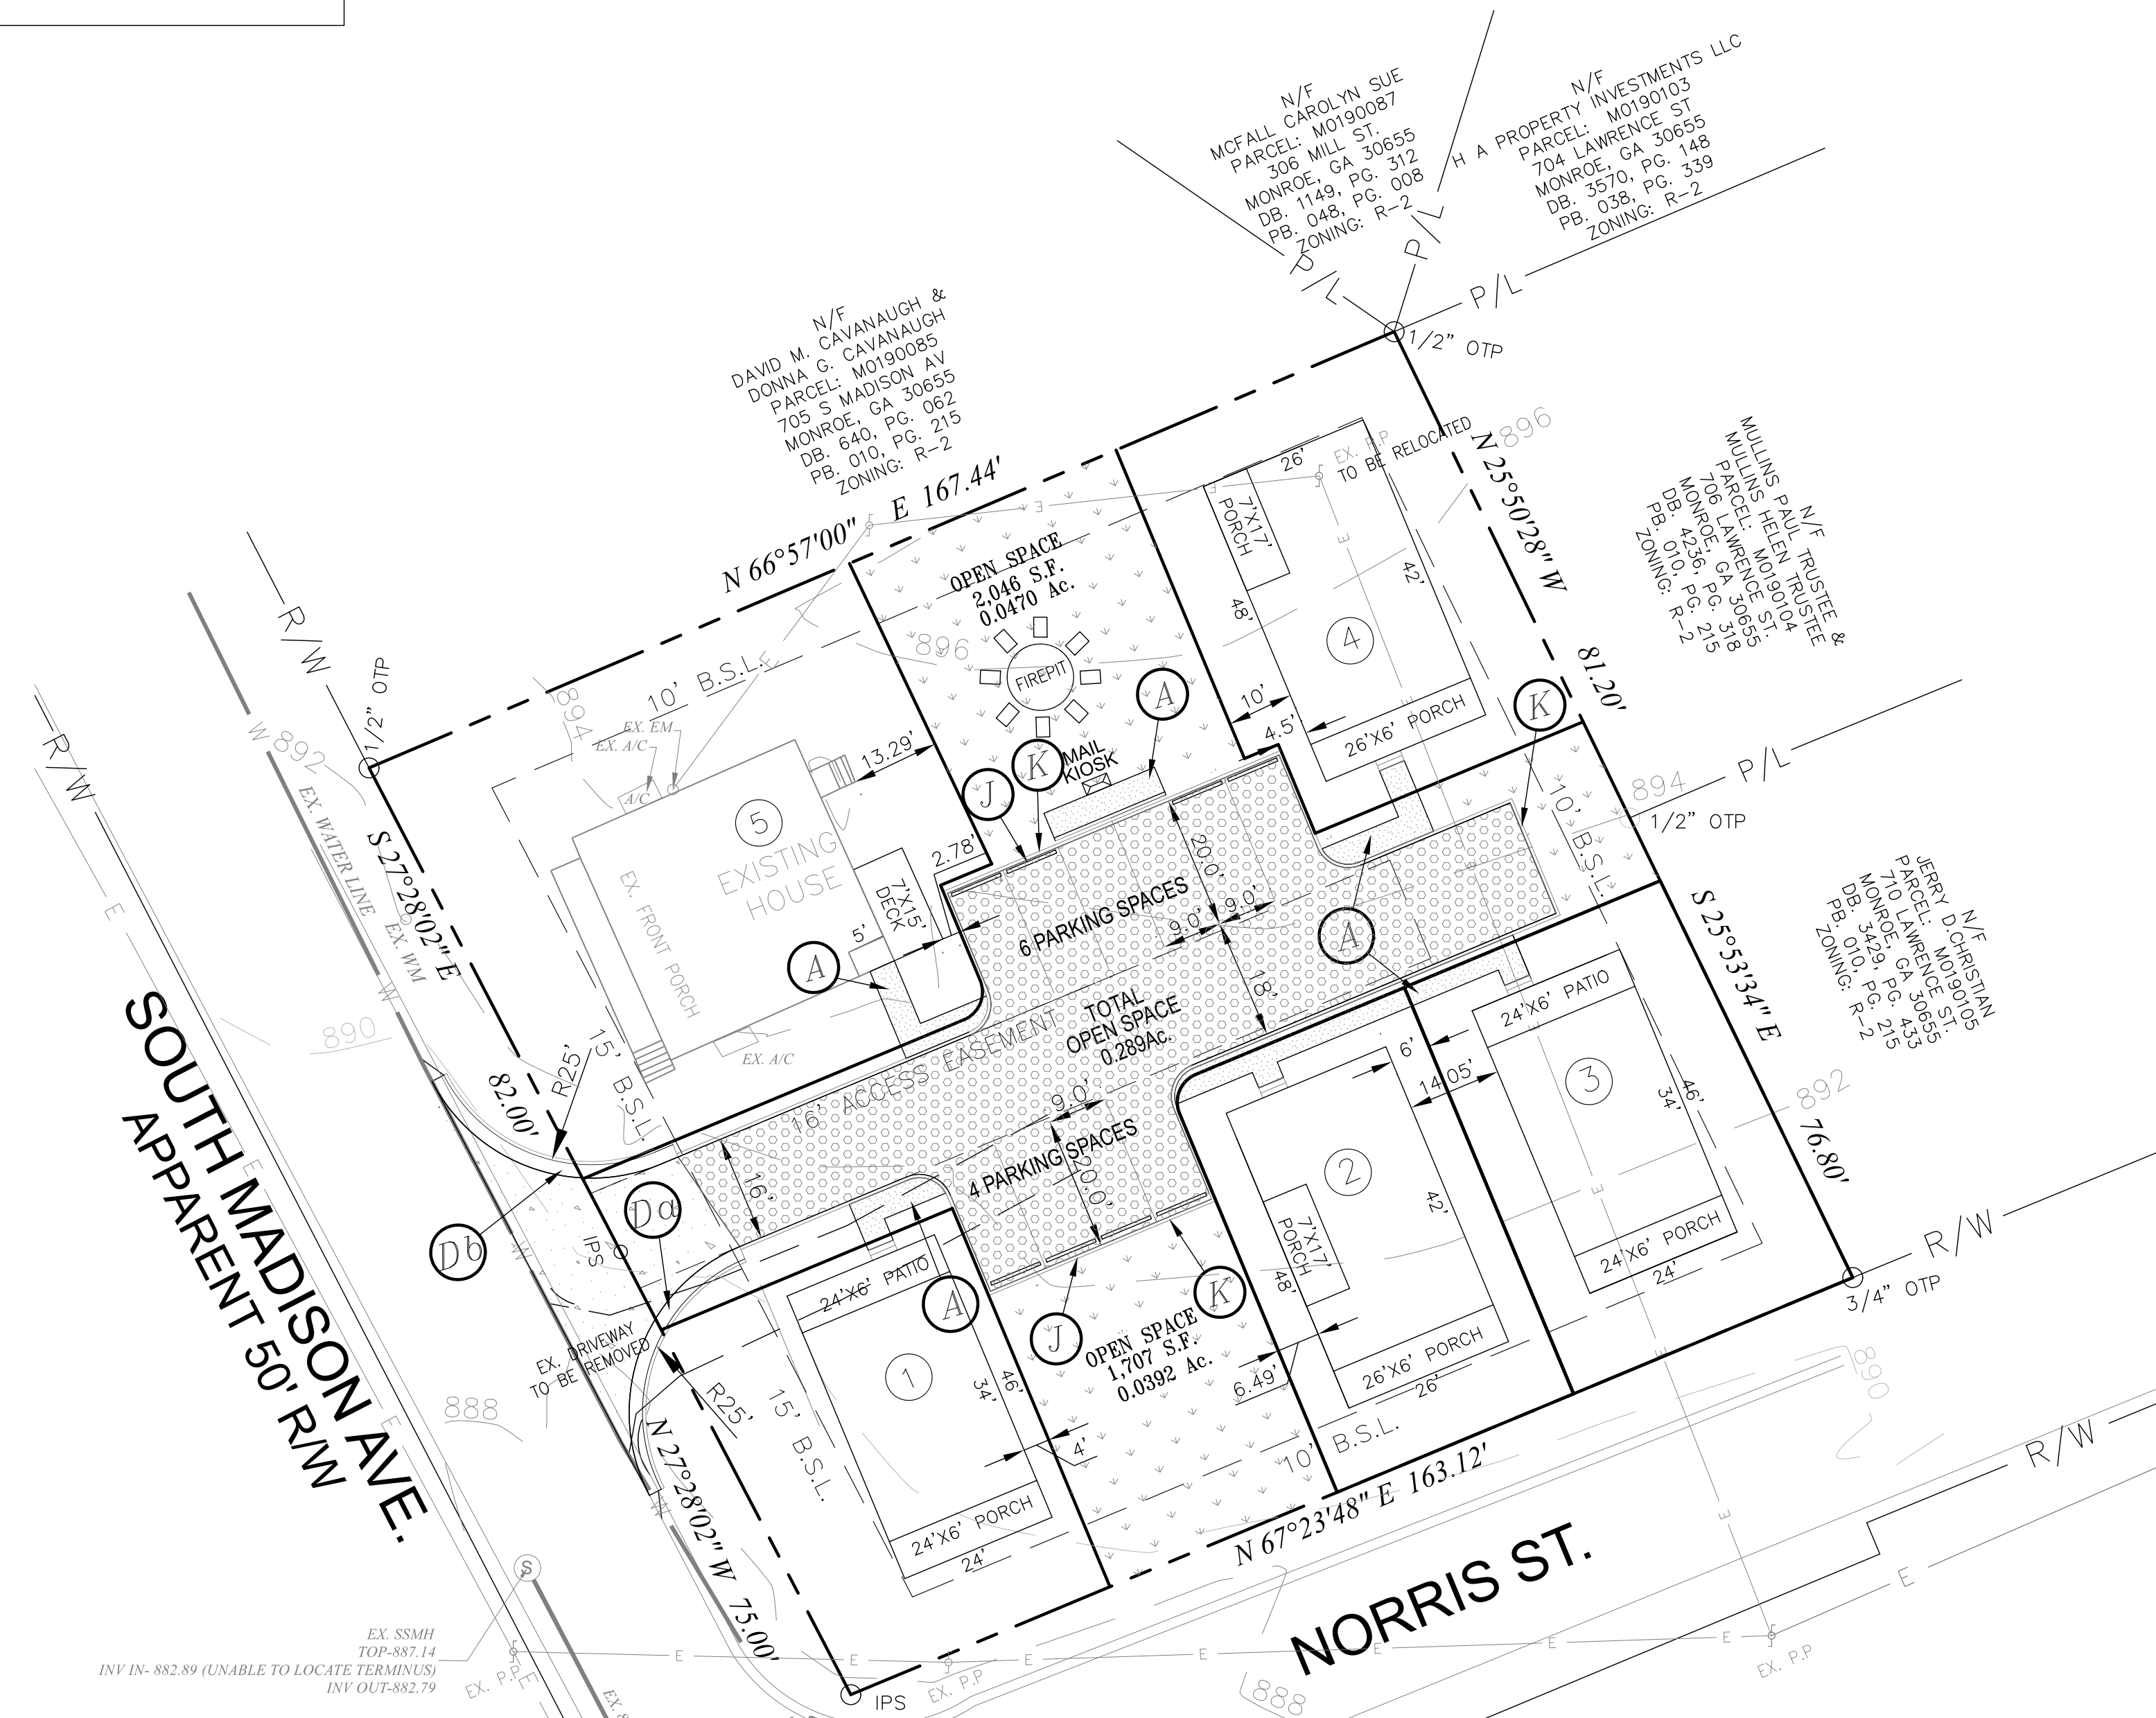 N/F
MCFALL CAROLYN SUE
PARCEL: M0190087
306 MILL ST.
MONROE, GA 30655
DB. 1149, PG. 312
PB. 048, PG. 008
ZONING: R-2
N/F
H A PROPERTY INVESTMENTS LLC
PARCEL: M0190103
704 LAWRENCE ST
MONROE, GA 30655
DB. 3570, PG. 148
PB. 038, PG. 339
ZONING: R-2
P/L
P/L
P/L
1/2" OTP
N/F
DAVID M. CAVANAUGH &
DONNA G. CAVANAUGH
PARCEL: M0190085
705 S MADISON AV
MONROE, GA 30655
DB. 640, PG. 062
PB. 010, PG. 215
ZONING: R-2
N 66°57'00" E 167.44'
N 25°50'28" W
81.20'
896
N/F
MULLINS PAUL TRUSTEE &
MULLINS HELEN TRUSTEE
PARCEL: M0190104
706 LAWRENCE ST.
MONROE, GA 30655
DB. 4236, PG. 318
PB. 010, PG. 215
ZONING: R-2
EX. P.P
TO BE RELOCATED
26'
7'X17'
PORCH
48'
42'
4
10'
4.5'
26'X6' PORCH
K
OPEN SPACE
2,046 S.F.
0.0470 Ac.
896
FIREPIT
A
MAIL
KIOSK
K
J
R/W
1/2" OTP
892
894
10' B.S.L.
EX. EM
EX. A/C
A/C
13.29'
5
EXISTING
HOUSE
EX. FRONT PORCH
2.78'
7'X15'
DECK
5'
A
EX. A/C
EX. WATER LINE
EX. WM
S 27°28'02" E
82.00'
R25'
15' B.S.L.
890
R/W
20.0'
9.0'
9.0'
18'
6 PARKING SPACES
A
894
P/L
1/2" OTP
10' B.S.L.
TOTAL
OPEN SPACE
0.289Ac.
16' ACCESS EASEMENT
9.0'
4 PARKING SPACES
20.0'
16'
S 25°53'34" E
76.80'
N/F
JERRY D.CHRISTIAN
PARCEL: M0190105
710 LAWRENCE ST.
MONROE, GA 30655
DB. 3429, PG. 433
PB. 010, PG. 215
ZONING: R-2
24'X6' PATIO
6'
14.05'
3
34'
46'
24'X6' PORCH
24'
892
R/W
3/4" OTP
2
42'
7'X17'
PORCH
48'
26'X6' PORCH
26'
6.49'
Da
Db
IPS
EX. DRIVEWAY
TO BE REMOVED
24'X6' PATIO
A
J
K
OPEN SPACE
1,707 S.F.
0.0392 Ac.
1
34'
46'
4'
24'X6' PORCH
24'
R25'
15' B.S.L.
10' B.S.L.
N 67°23'48" E 163.12'
N 27°28'02" W 75.00'
888
890
R/W
SOUTH MADISON AVE.
APPARENT 50' R/W
NORRIS ST.
S
EX. SSMH
TOP-887.14
INV IN- 882.89 (UNABLE TO LOCATE TERMINUS)
INV OUT-882.79
EX. P.P
EX. P.P
EX. P.P
IPS
888